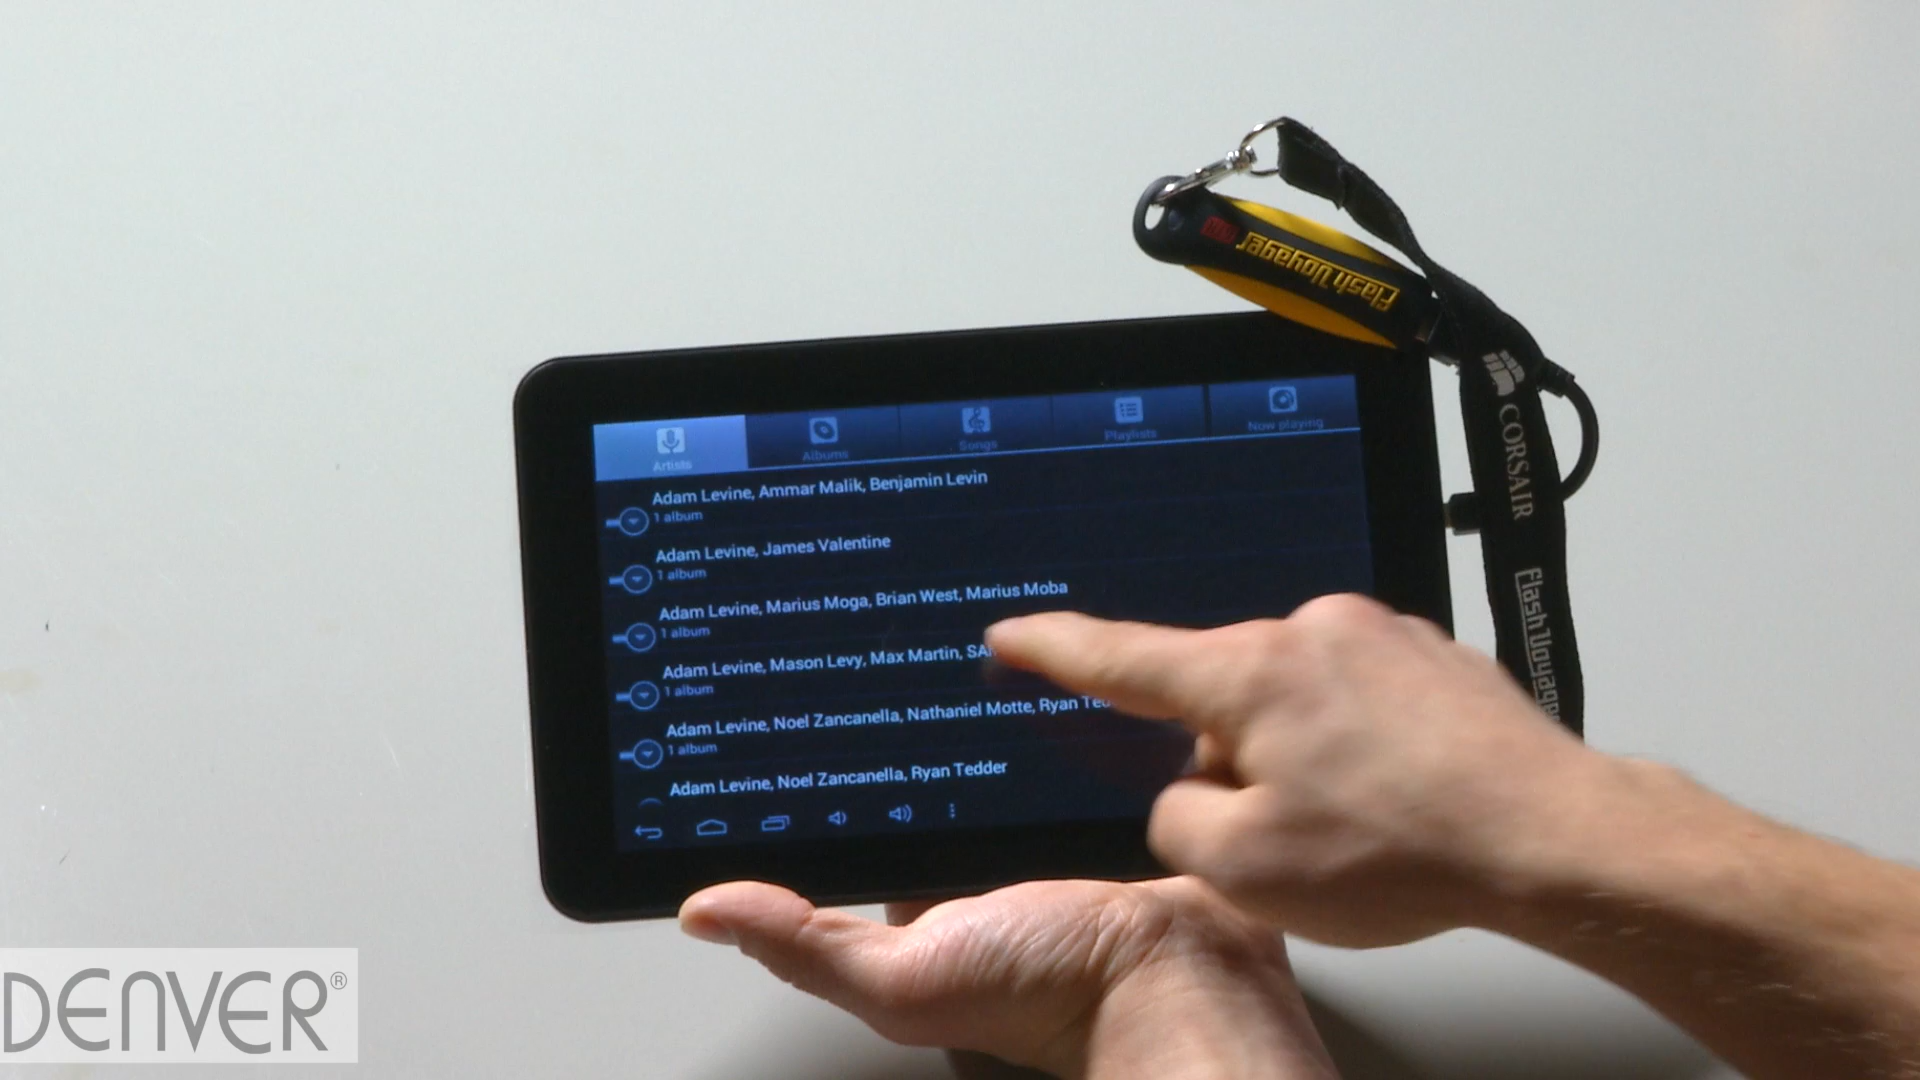 Flash Voyager
CORSAIR
Flash Voyager
Artists
Albums
Songs
Playlists
Now playing
Adam Levine, Ammar Malik, Benjamin Levin
1 album
Adam Levine, James Valentine
1 album
Adam Levine, Marius Moga, Brian West, Marius Moba
1 album
Adam Levine, Mason Levy, Max Martin,
1 album
Adam Levine, Noel Zancanella, Nathaniel Motte, Ryan
1 album
Adam Levine, Noel Zancanella, Ryan Tedder
DENVER®